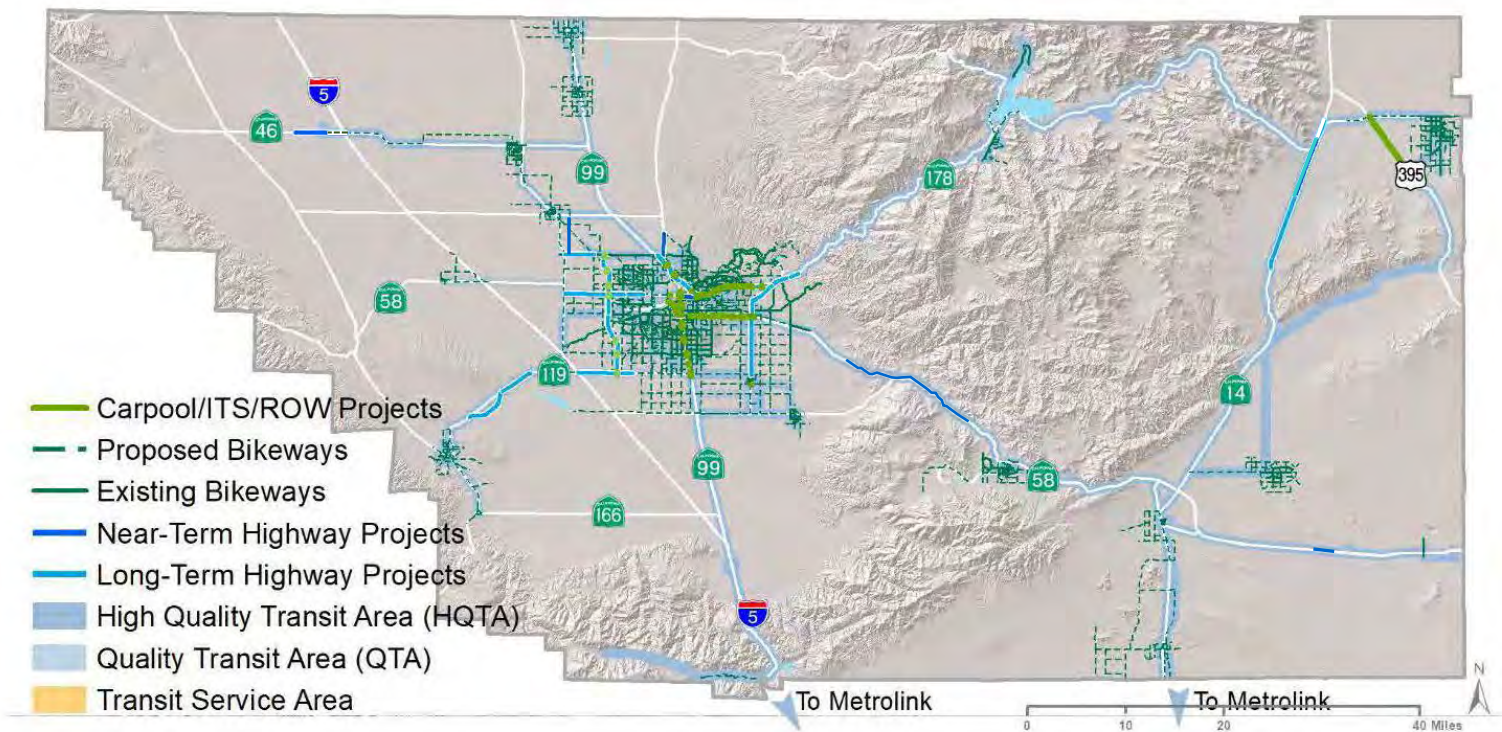 5
46
99
178
395
58
119
14
99
58
166
5
Carpool/ITS/ROW Projects
Proposed Bikeways
Existing Bikeways
Near-Term Highway Projects
Long-Term Highway Projects
High Quality Transit Area (HQTA)
Quality Transit Area (QTA)
Transit Service Area
To Metrolink
To Metrolink
N
0 10 20 40 Miles